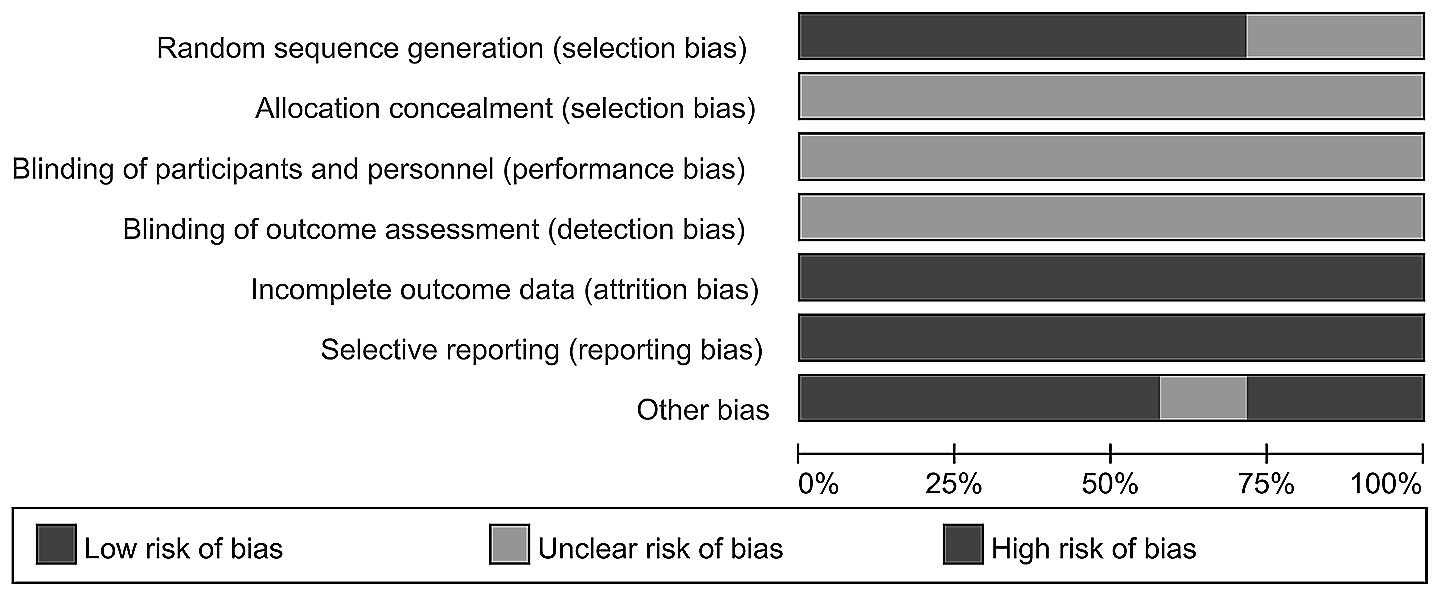 Random sequence generation (selection bias)
Allocation concealment (selection bias)
Blinding of participants and personnel (performance bias)
Blinding of outcome assessment (detection bias)
Incomplete outcome data (attrition bias)
Selective reporting (reporting bias)
Other bias
0% 25% 50% 75% 100%
Low risk of bias Unclear risk of bias High risk of bias